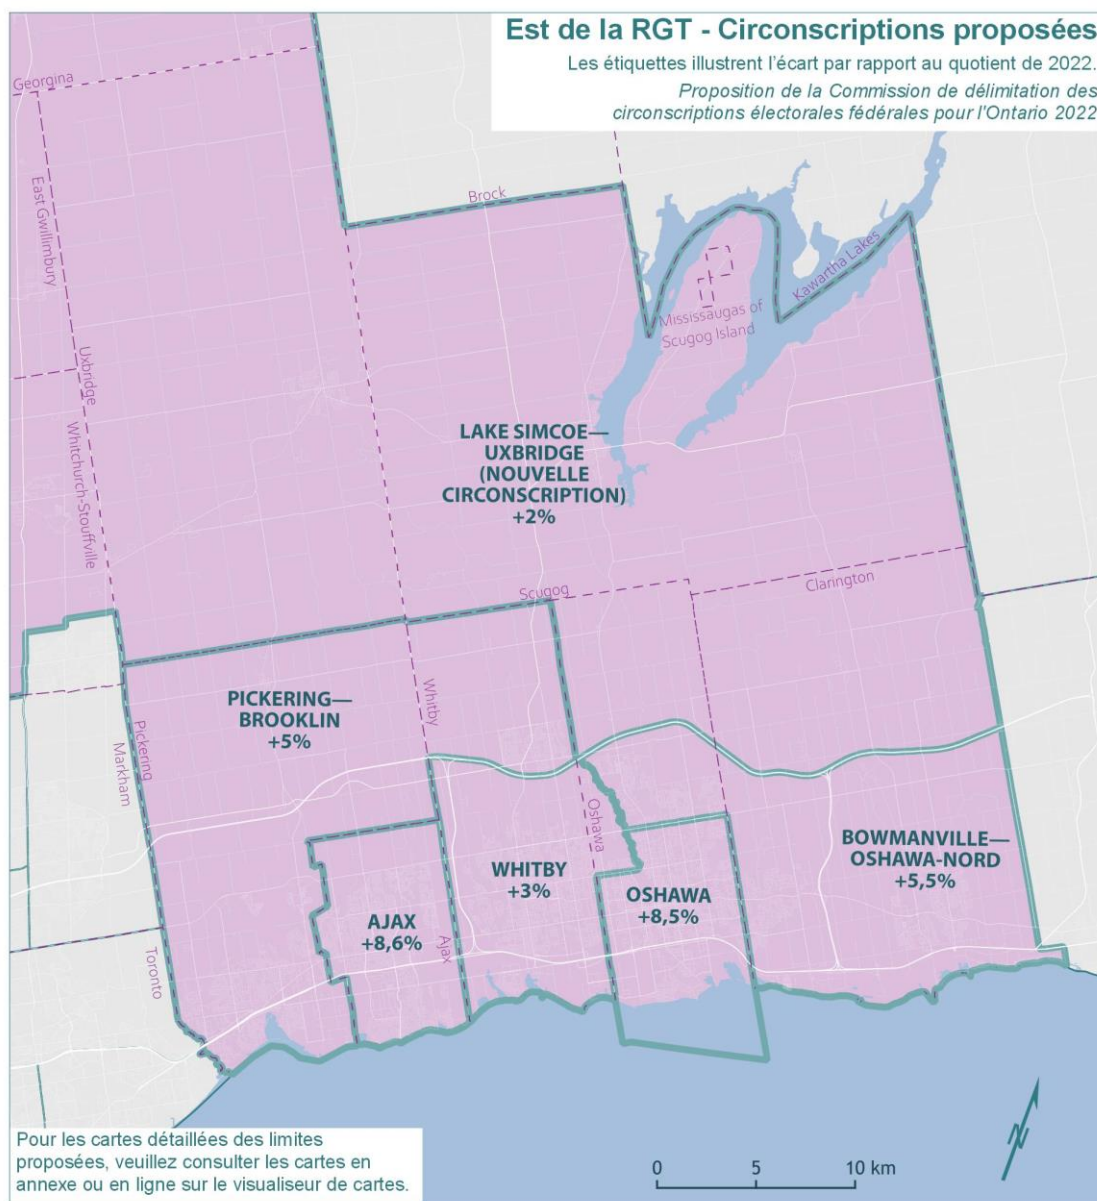 Est de la RGT - Circonscriptions proposées
Les étiquettes illustrent l'écart par rapport au quotient de 2022.
Proposition de la Commission de délimitation des
circonscriptions électorales fédérales pour l'Ontario 2022
Georgina
East Gwillimbury
Brock
Kawartha Lakes
Mississaugas of
Scugog Island
Uxbridge
Whitchurch-Stouffville
LAKE SIMCOE—
UXBRIDGE
(NOUVELLE
CIRCONSCRIPTION)
+2%
Scugog
Clarington
PICKERING—
BROOKLIN
+5%
Whitby
Pickering
Markham
Oshawa
BOWMANVILLE—
OSHAWA-NORD
+5,5%
WHITBY
+3%
OSHAWA
+8,5%
AJAX
+8,6%
Ajax
Toronto
Pour les cartes détaillées des limites
proposées, veuillez consulter les cartes en
annexe ou en ligne sur le visualiseur de cartes.
0 5 10 km
N